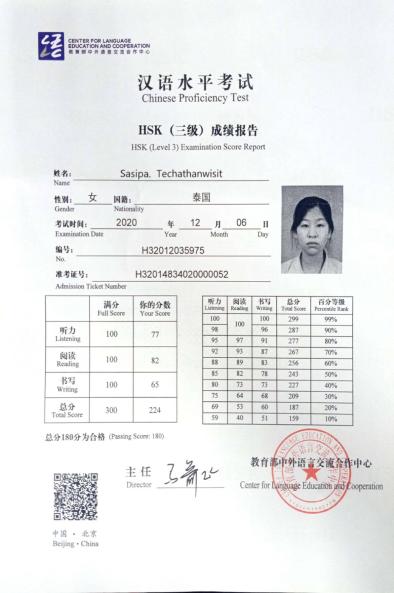 CENTER FOR LANGUAGE
EDUCATION AND COOPERATION
教育部中外语言交流合作中心
汉语水平考试
Chinese Proficiency Test
HSK（三级）成绩报告
HSK (Level 3) Examination Score Report
姓名: Sasipa. Techathanwisit
Name
性别: 女 国籍: 泰国
Gender Nationality
考试时间: 2020 年 12 月 06 日
Examination Date Year Month Day
编号: H32012035975
No.
准考证号: H32014834020000052
Admission Ticket Number
满分 你的分数
Full Score Your Score
听力
Listening 100 77
阅读
Reading 100 82
书写
Writing 100 65
总分
Total Score 300 224
听力 阅读 书写 总分 百分等级
Listening Reading Writing Total Score Percentile Rank
100 100 100 299 99%
98 96 287 90%
95 97 91 277 80%
92 93 87 267 70%
88 89 83 256 60%
85 82 78 243 50%
80 73 73 227 40%
75 64 68 209 30%
69 53 60 187 20%
59 40 51 159 10%
总分180分为合格 (Passing Score: 180)
主任
Director
教育部中外语言交流合作中心
Center for Language Education and Cooperation
中国・北京
Beijing・China